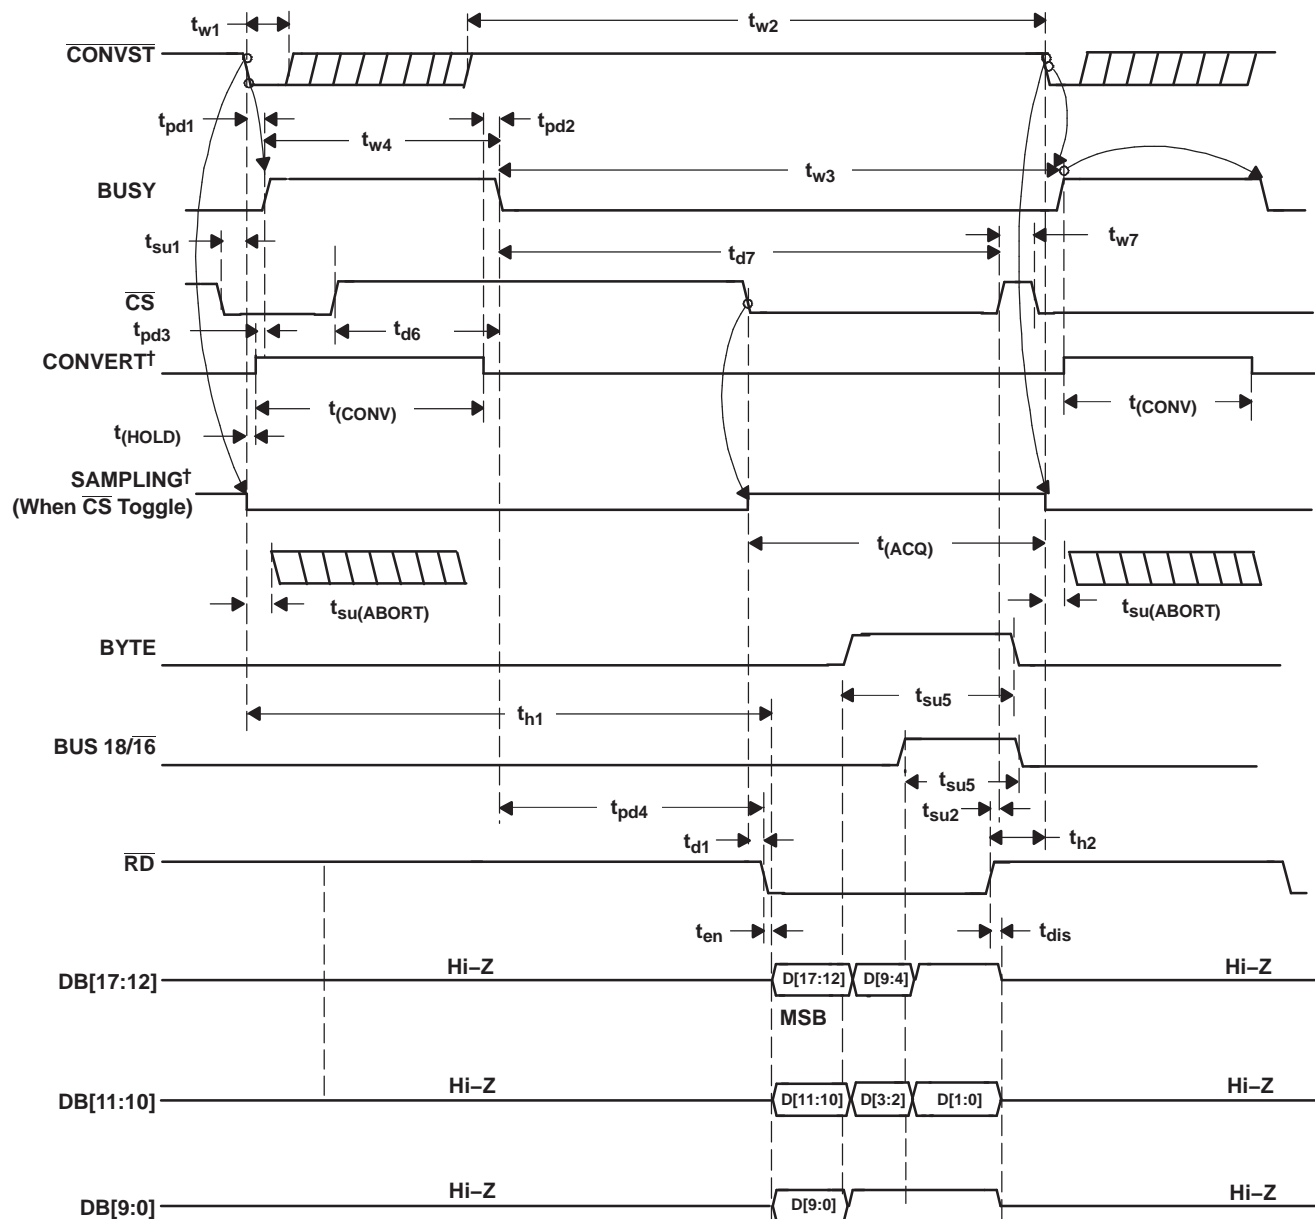 tw1
tw2
CONVST
tpd1
tw4
tpd2
tw3
BUSY
tsu1
tw7
td7
CS
tpd3
td6
CONVERT†
t(CONV)
t(CONV)
t(HOLD)
SAMPLING†
(When CS Toggle)
t(ACQ)
tsu(ABORT)
tsu(ABORT)
BYTE
tsu5
th1
BUS 18/16
tsu5
tpd4
tsu2
td1
th2
RD
ten
tdis
Hi–Z
Hi–Z
DB[17:12]
D[17:12]
D[9:4]
MSB
Hi–Z
Hi–Z
DB[11:10]
D[11:10]
D[3:2]
D[1:0]
Hi–Z
Hi–Z
DB[9:0]
D[9:0]